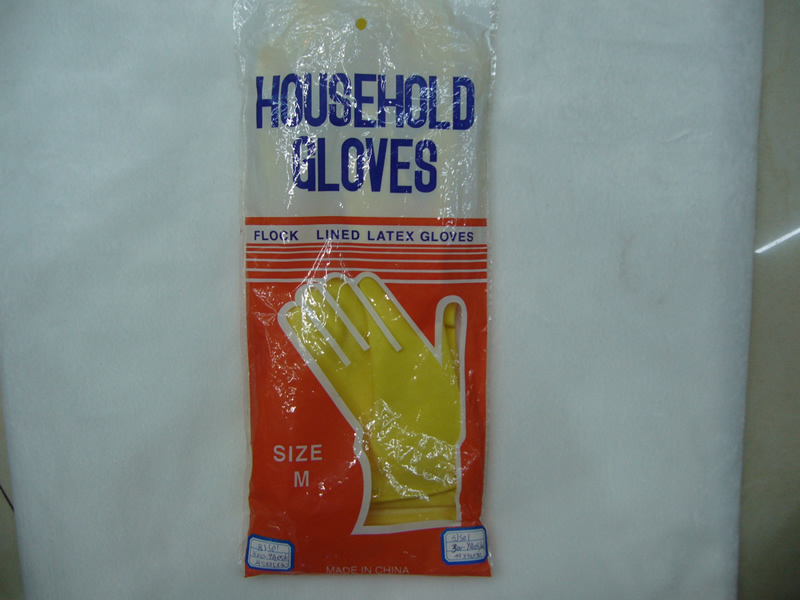 HOUSEHOLD
GLOVES
FLOCK LINED LATEX GLOVES
SIZE
M
MADE IN CHINA